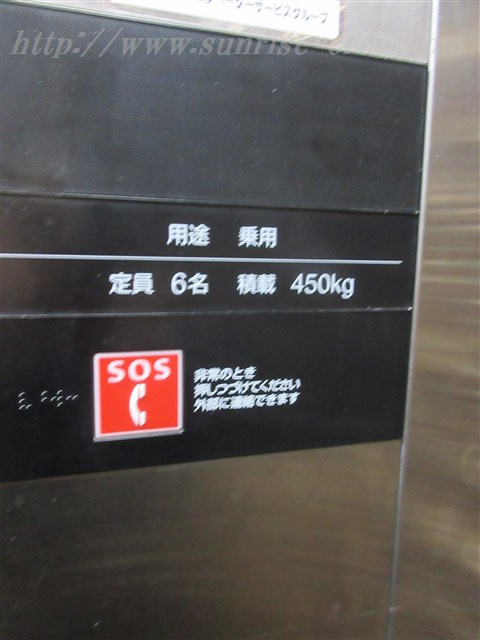 http://www.sunrise-
ーサービスグループ
用途 乗用
定員 6名 積載 450kg
SOS
非常のとき
押しつづけてください
外部に連絡できます